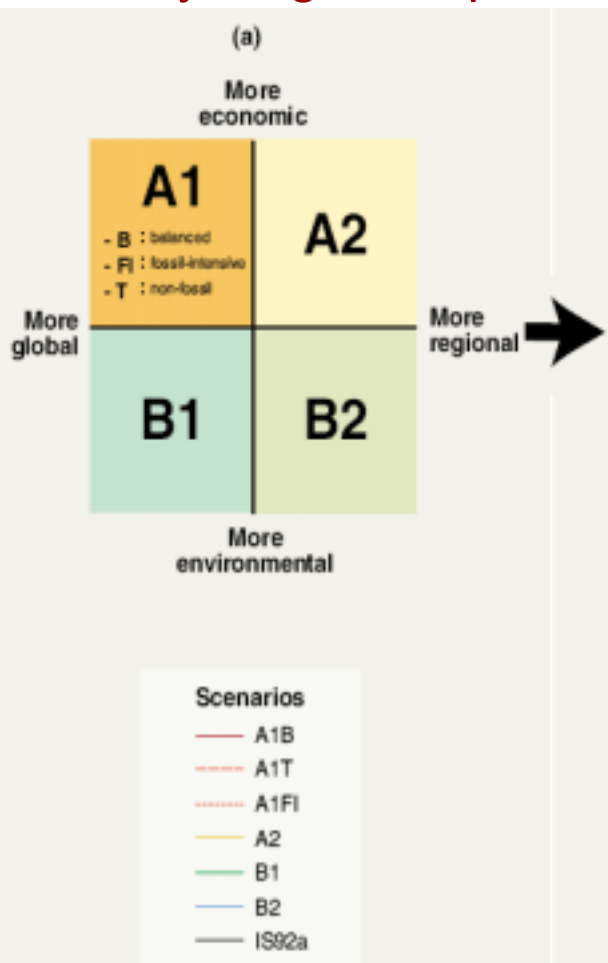 (a)
More
economic
A1
- B : balanced
- FI : fossil-intensive
- T : non-fossil
A2
More
global
More
regional
B1
B2
More
environmental
Scenarios
A1B
A1T
A1FI
A2
B1
B2
IS92a